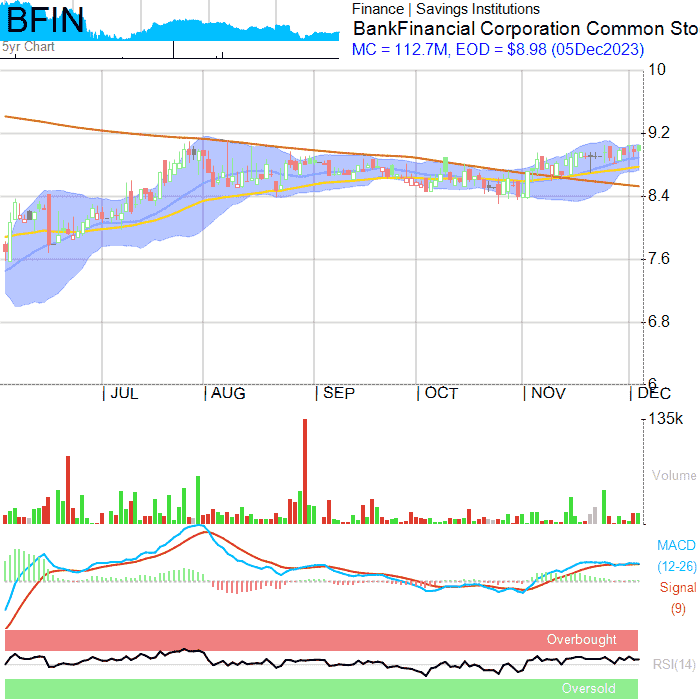 BFIN
5yr Chart
Finance | Savings Institutions
BankFinancial Corporation Common Sto
MC = 112.7M, EOD = $8.98 (05Dec2023)
10
9.2
8.4
7.6
6.8
6
JUL AUG SEP OCT NOV DEC
135k
Volume
MACD
(12-26)
Signal
(9)
Overbought
RSI(14)
Oversold